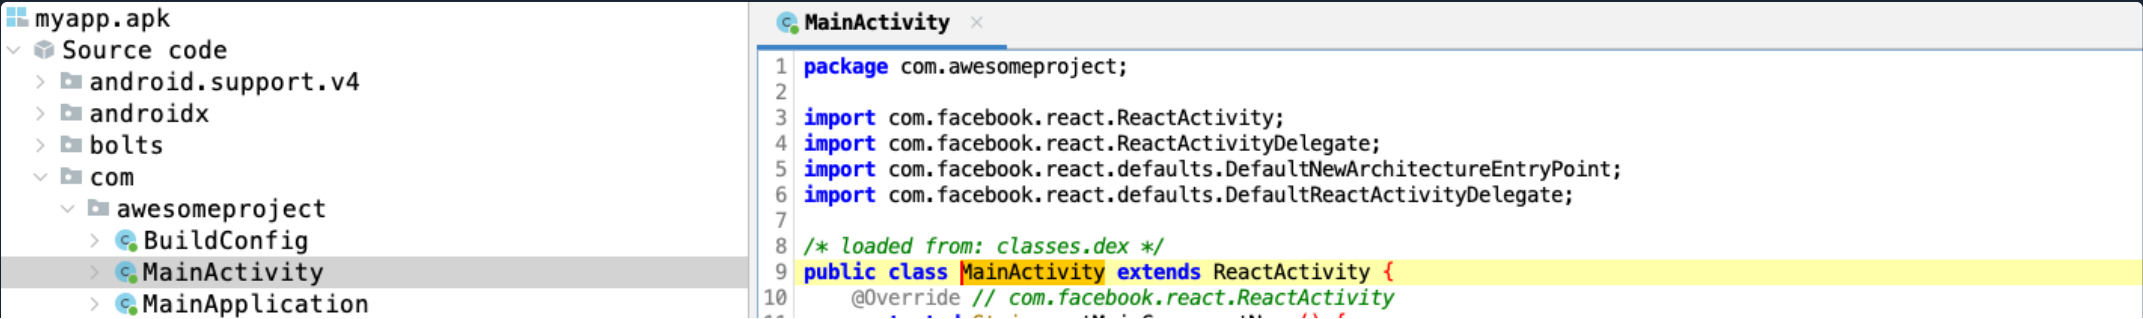 myapp.apk
Source code
android.support.v4
androidx
bolts
com
awesomeproject
BuildConfig
MainActivity
MainApplication
MainActivity ×
1 package com.awesomeproject;
2
3 import com.facebook.react.ReactActivity;
4 import com.facebook.react.ReactActivityDelegate;
5 import com.facebook.react.defaults.DefaultNewArchitectureEntryPoint;
6 import com.facebook.react.defaults.DefaultReactActivityDelegate;
7
8 /* loaded from: classes.dex */
9 public class MainActivity extends ReactActivity {
10 @Override // com.facebook.react.ReactActivity